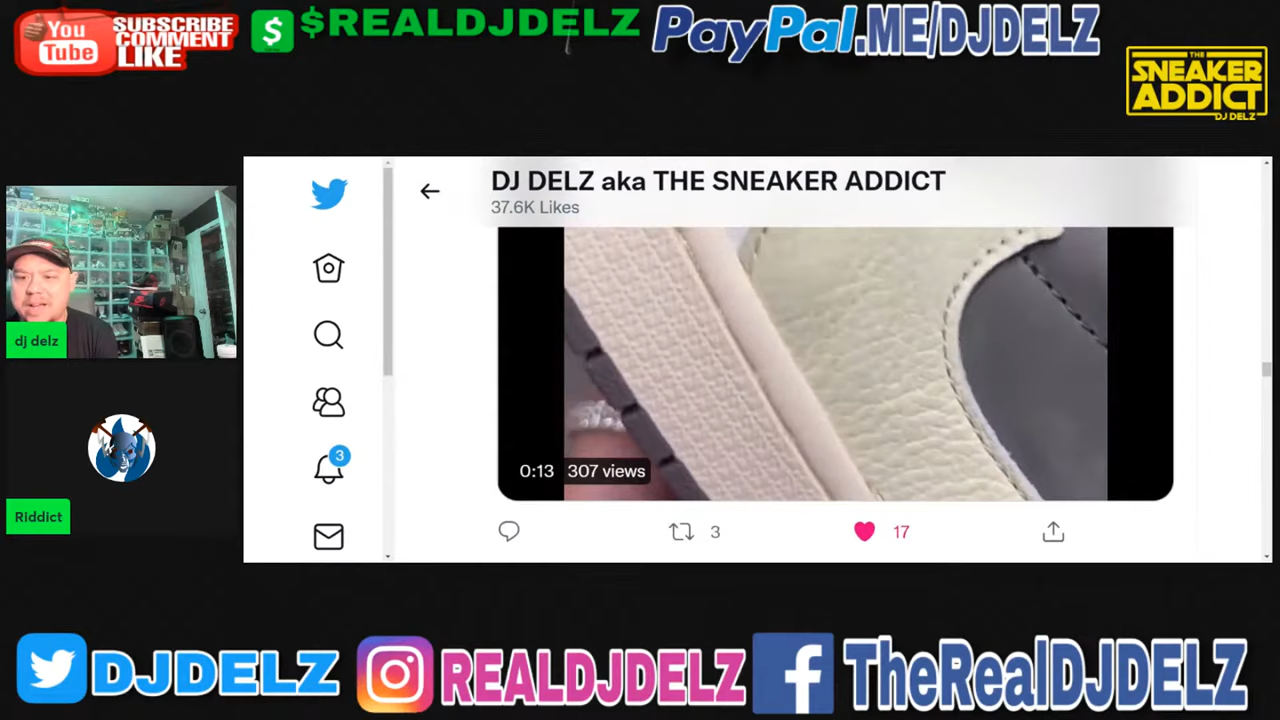 You
Tube
SUBSCRIBE
COMMENT
LIKE
$ $REALDJDELZ
PayPal.ME/DJDELZ
THE
SNEAKER
ADDICT
DJ DELZ
DJ DELZ aka THE SNEAKER ADDICT
37.6K Likes
dj delz
Riddict
3
0:13 307 views
3 17
DJDELZ
REALDJDELZ
f TheRealDJDELZ